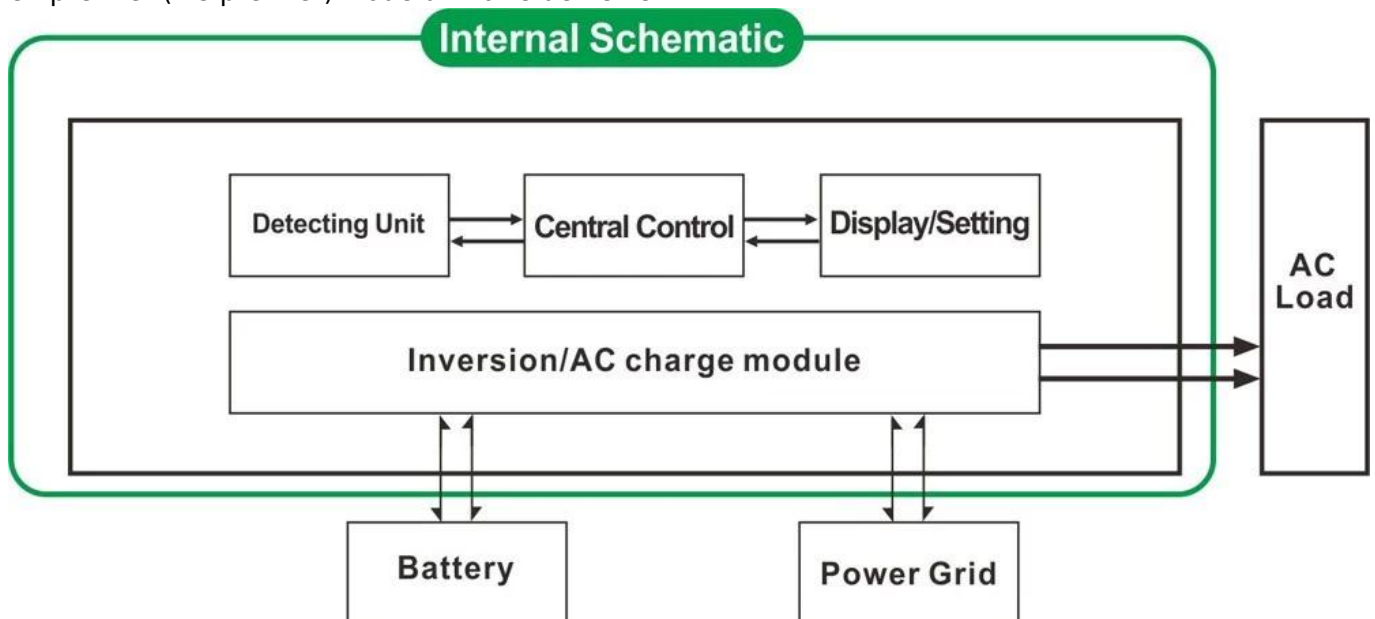 Internal Schematic
Detecting Unit
Central Control
Display/Setting
AC
Load
Inversion/AC charge module
Battery
Power Grid